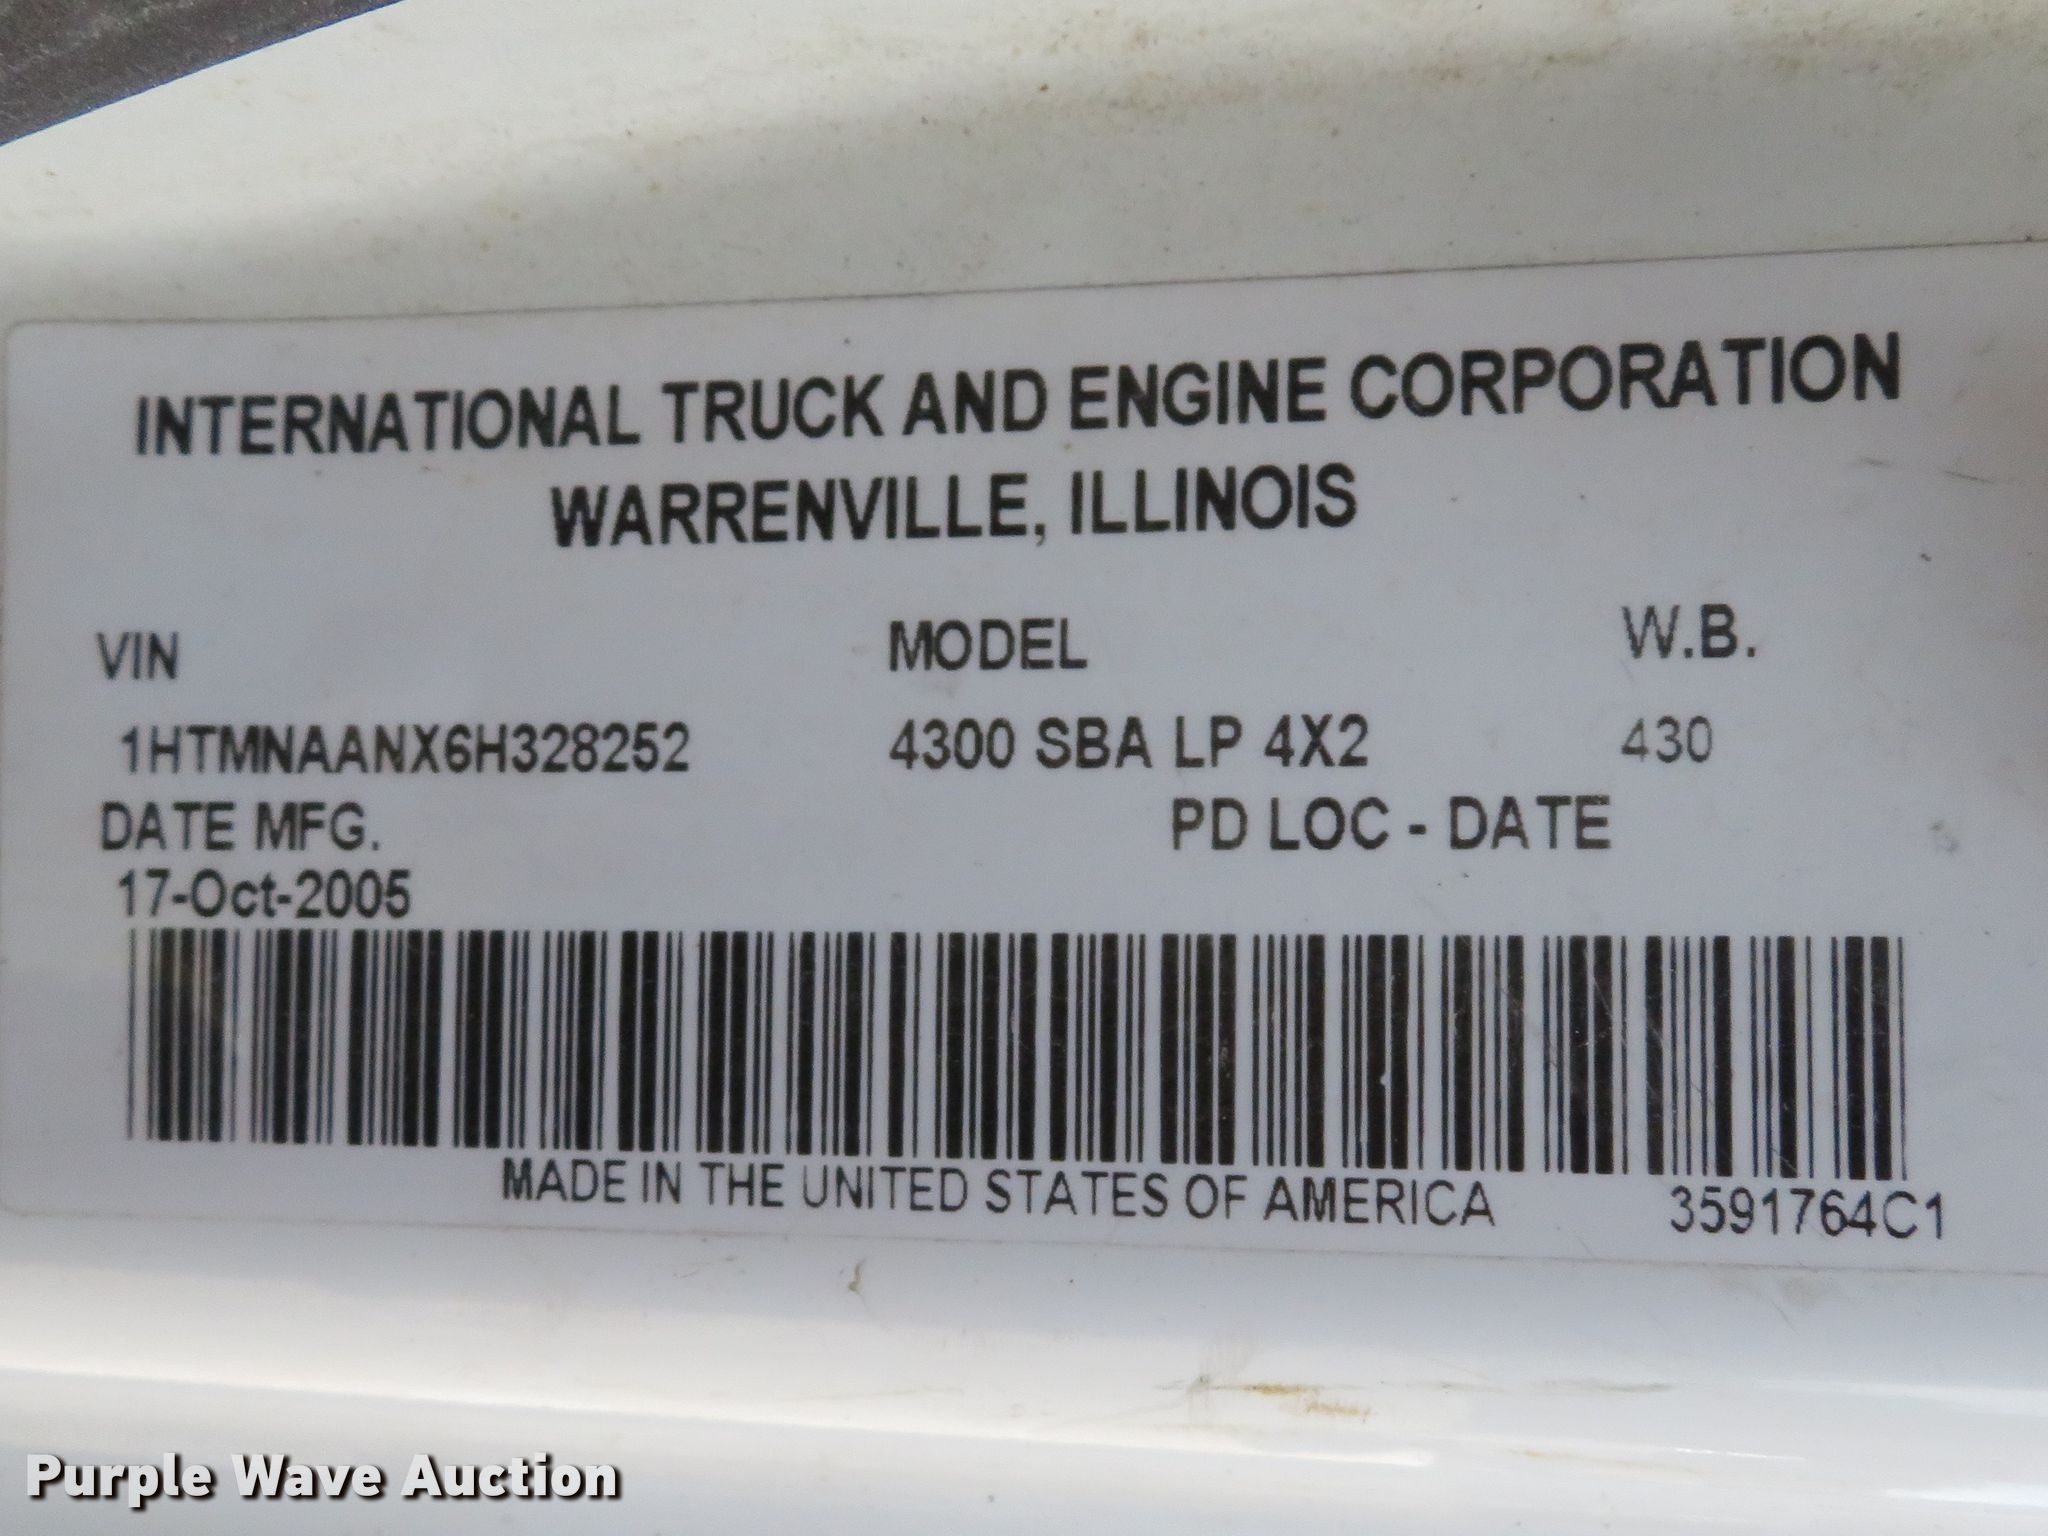 INTERNATIONAL TRUCK AND ENGINE CORPORATION
WARRENVILLE, ILLINOIS
VIN MODEL W.B.
1HTMNAANX6H328252 4300 SBA LP 4X2 430
DATE MFG. PD LOC - DATE
17-Oct-2005
MADE IN THE UNITED STATES OF AMERICA 3591764C1
Purple Wave Auction